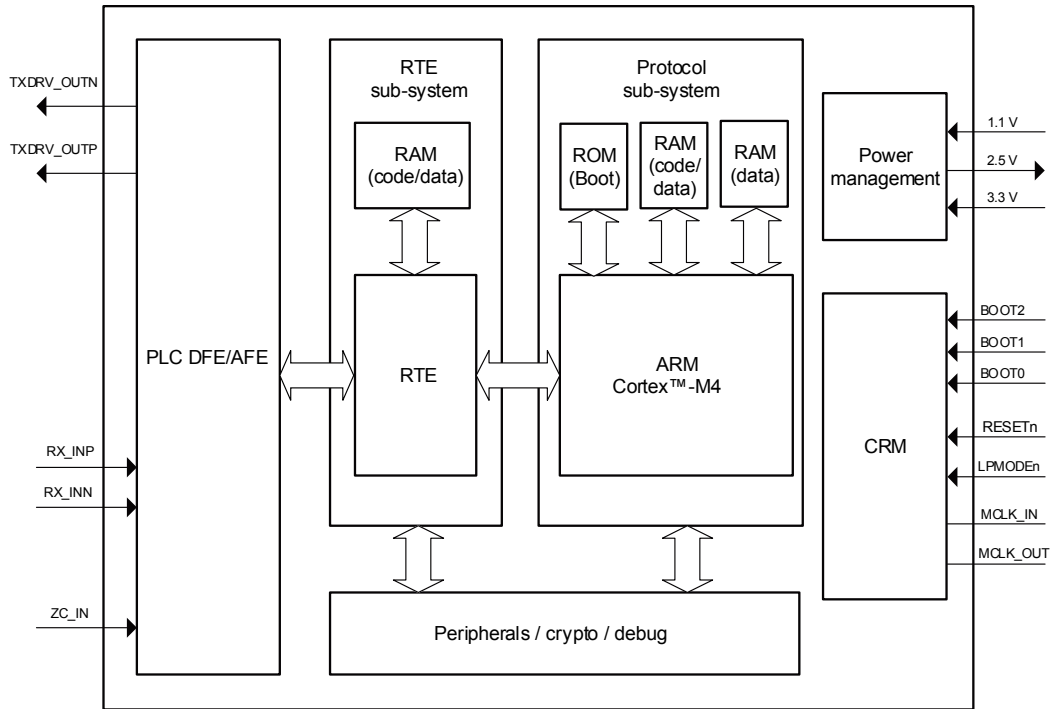 TXDRV_OUTN
TXDRV_OUTP
RX_INP
RX_INN
ZC_IN
PLC DFE/AFE
RTE
sub-system
RAM
(code/data)
RTE
Protocol
sub-system
ROM
(Boot)
RAM
(code/
data)
RAM
(data)
ARM
Cortex™-M4
Peripherals / crypto / debug
Power
management
1.1 V
2.5 V
3.3 V
CRM
BOOT2
BOOT1
BOOT0
RESETn
LPMODEn
MCLK_IN
MCLK_OUT